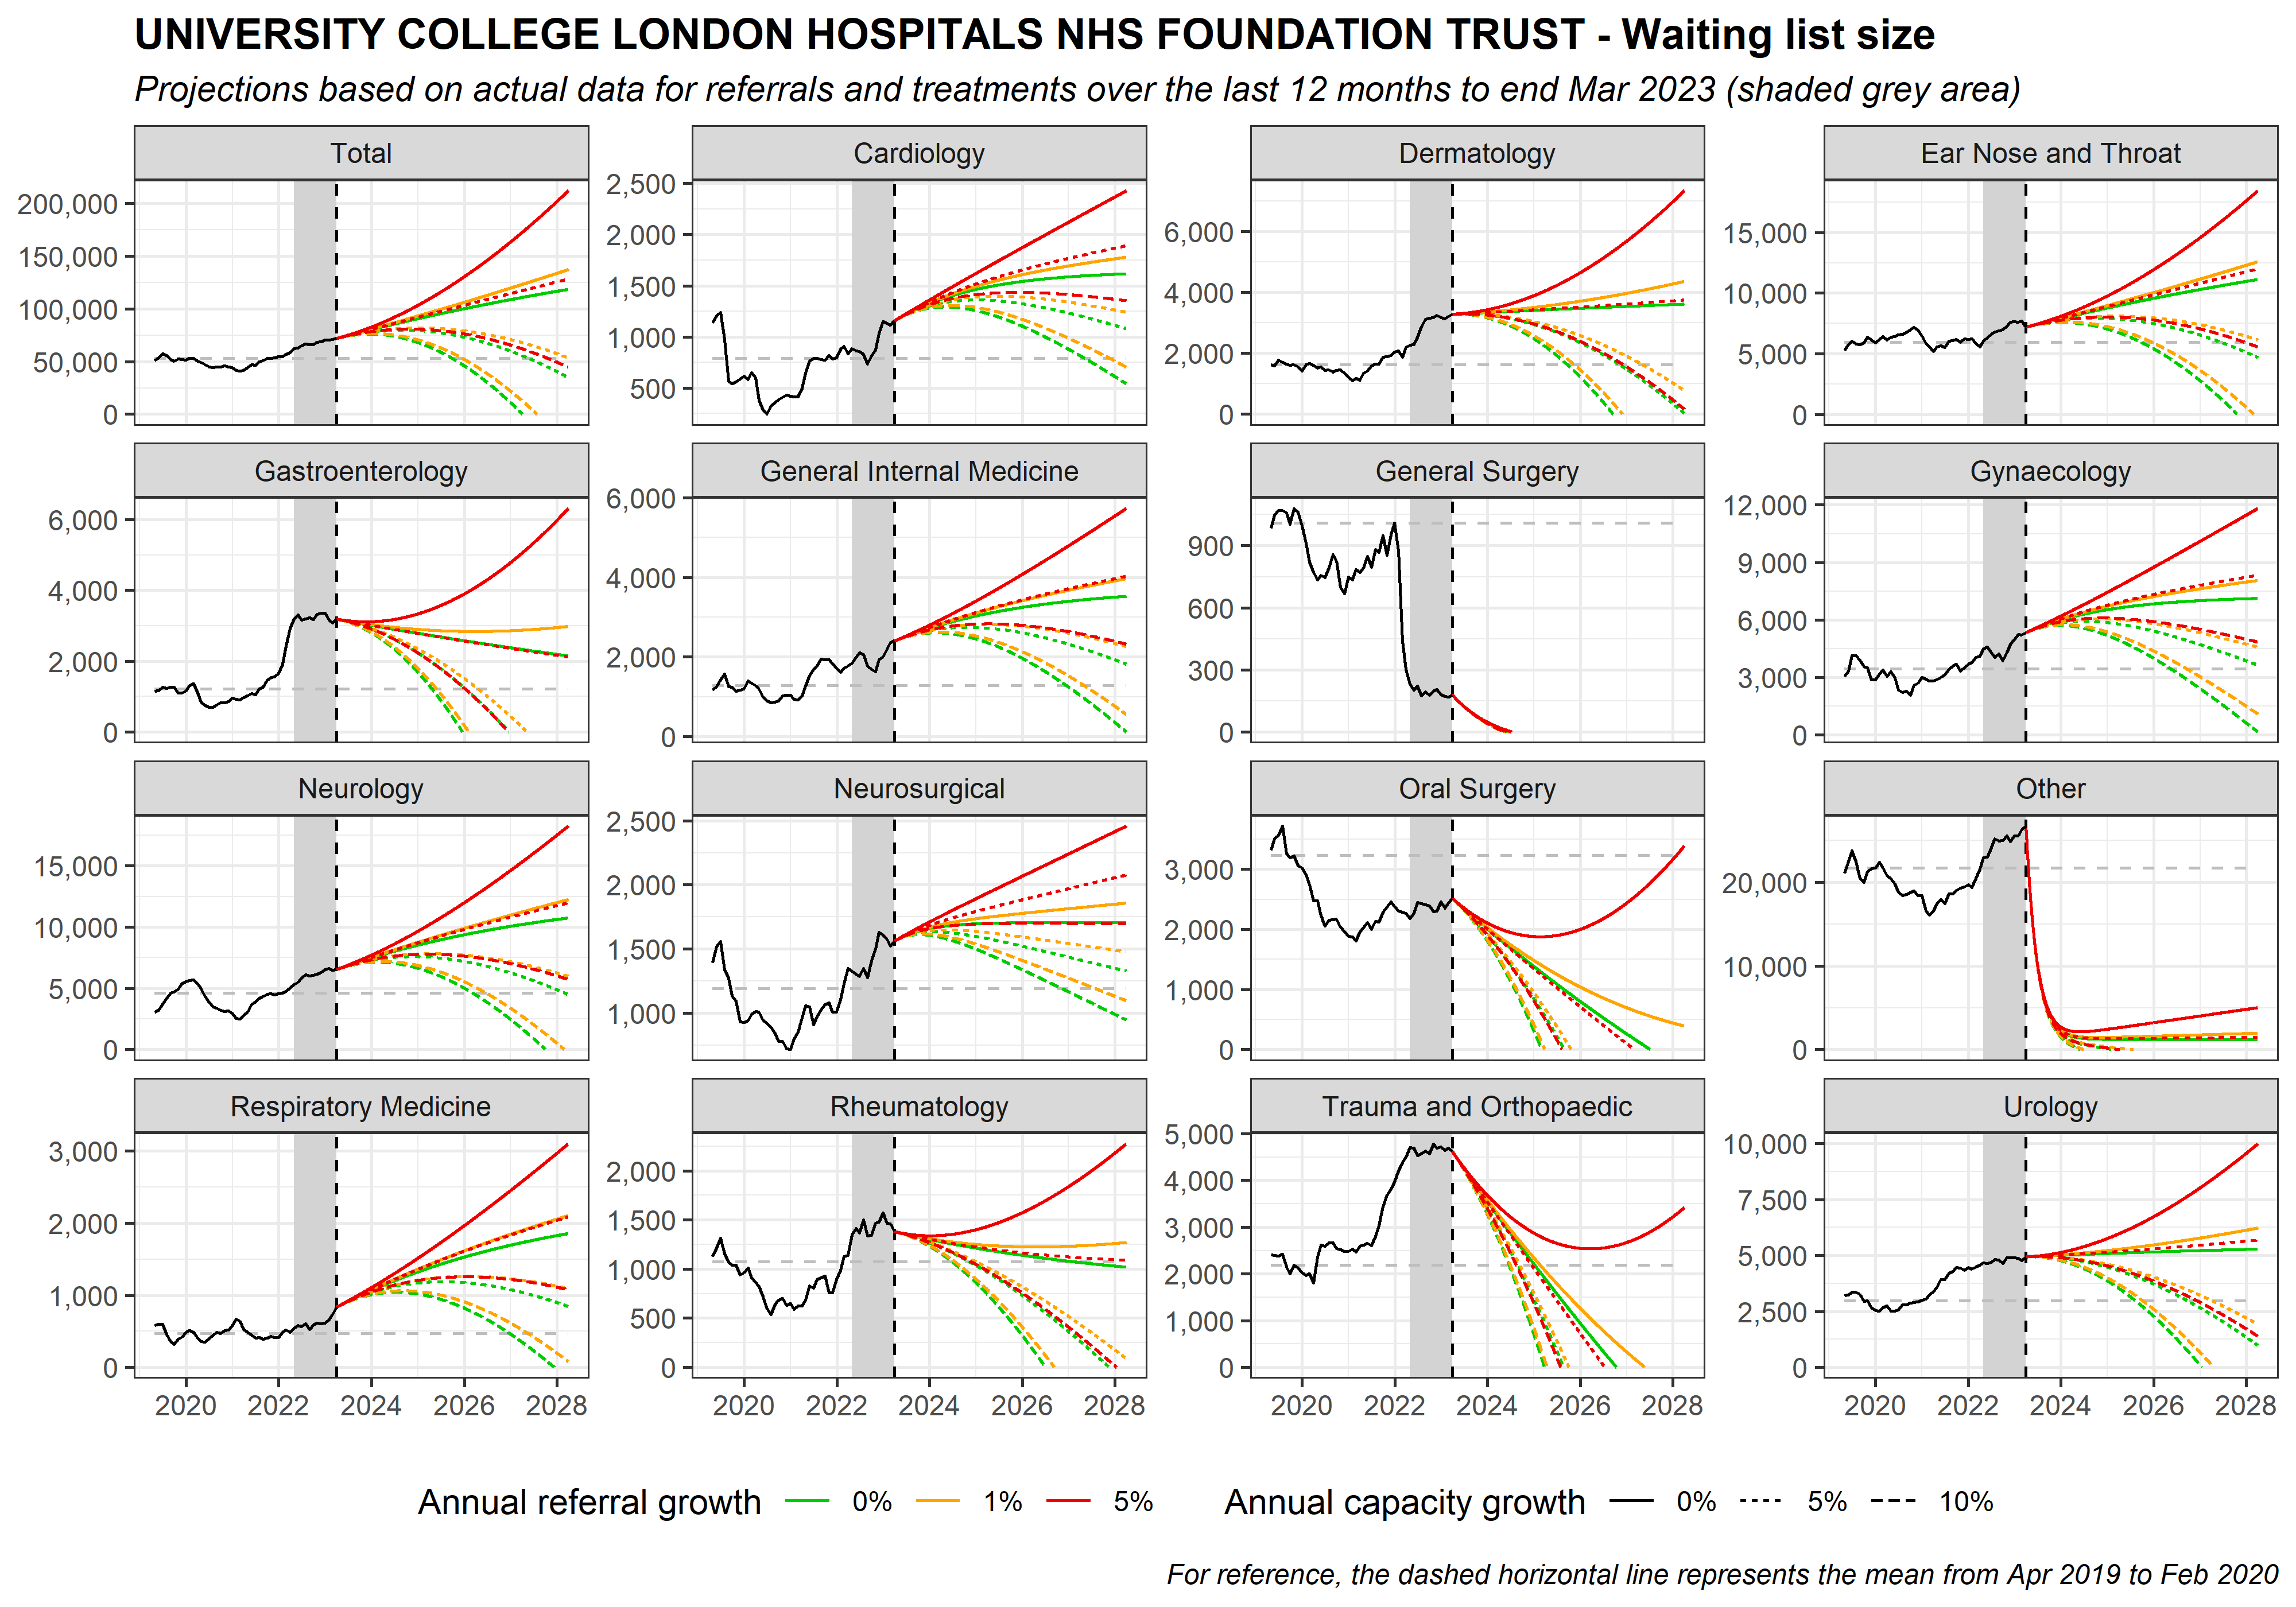 UNIVERSITY COLLEGE LONDON HOSPITALS NHS FOUNDATION TRUST - Waiting list size
Projections based on actual data for referrals and treatments over the last 12 months to end Mar 2023 (shaded grey area)
Total
200,000
150,000
100,000
50,000
0
Cardiology
2,500
2,000
1,500
1,000
500
Dermatology
6,000
4,000
2,000
0
Ear Nose and Throat
15,000
10,000
5,000
0
Gastroenterology
6,000
4,000
2,000
0
General Internal Medicine
6,000
4,000
2,000
0
General Surgery
900
600
300
0
Gynaecology
12,000
9,000
6,000
3,000
0
Neurology
15,000
10,000
5,000
0
Neurosurgical
2,500
2,000
1,500
1,000
Oral Surgery
3,000
2,000
1,000
0
Other
20,000
10,000
0
Respiratory Medicine
3,000
2,000
1,000
0
2020 2022 2024 2026 2028
Rheumatology
2,000
1,500
1,000
500
0
2020 2022 2024 2026 2028
Trauma and Orthopaedic
5,000
4,000
3,000
2,000
1,000
0
2020 2022 2024 2026 2028
Urology
10,000
7,500
5,000
2,500
0
2020 2022 2024 2026 2028
Annual referral growth 0% 1% 5% Annual capacity growth 0% 5% 10%
For reference, the dashed horizontal line represents the mean from Apr 2019 to Feb 2020